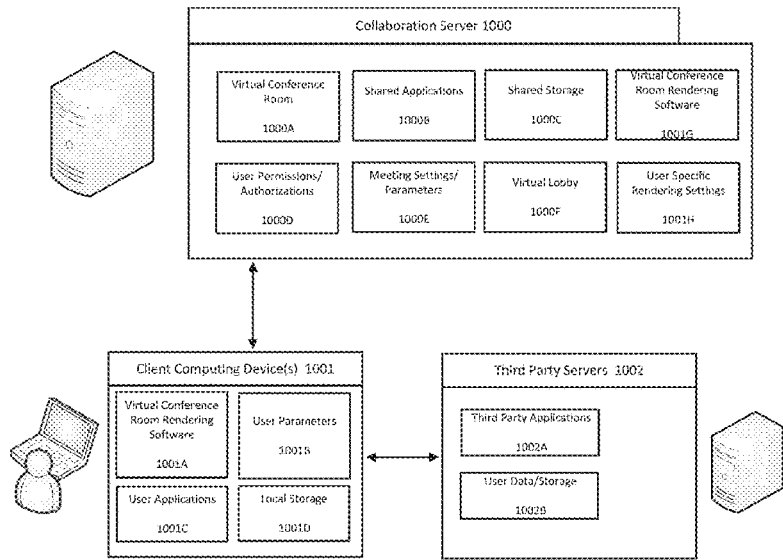 Collaboration Server 1000
Virtual Conference
Room
1000A
Shared Applications
1000B
Shared Storage
1000C
Virtual Conference
Room Rendering
Software
1001G
User Permissions/
Authorizations
1000D
Meeting Settings/
Parameters
1000E
Virtual Lobby
1000F
User Specific
Rendering Settings
1001H
Client Computing Device(s) 1001
Virtual Conference
Room Rendering
Software
1001A
User Parameters
1001B
User Applications
1001C
Local Storage
1001D
Third Party Servers 1002
Third Party Applications
1002A
User Data/Storage
1002B